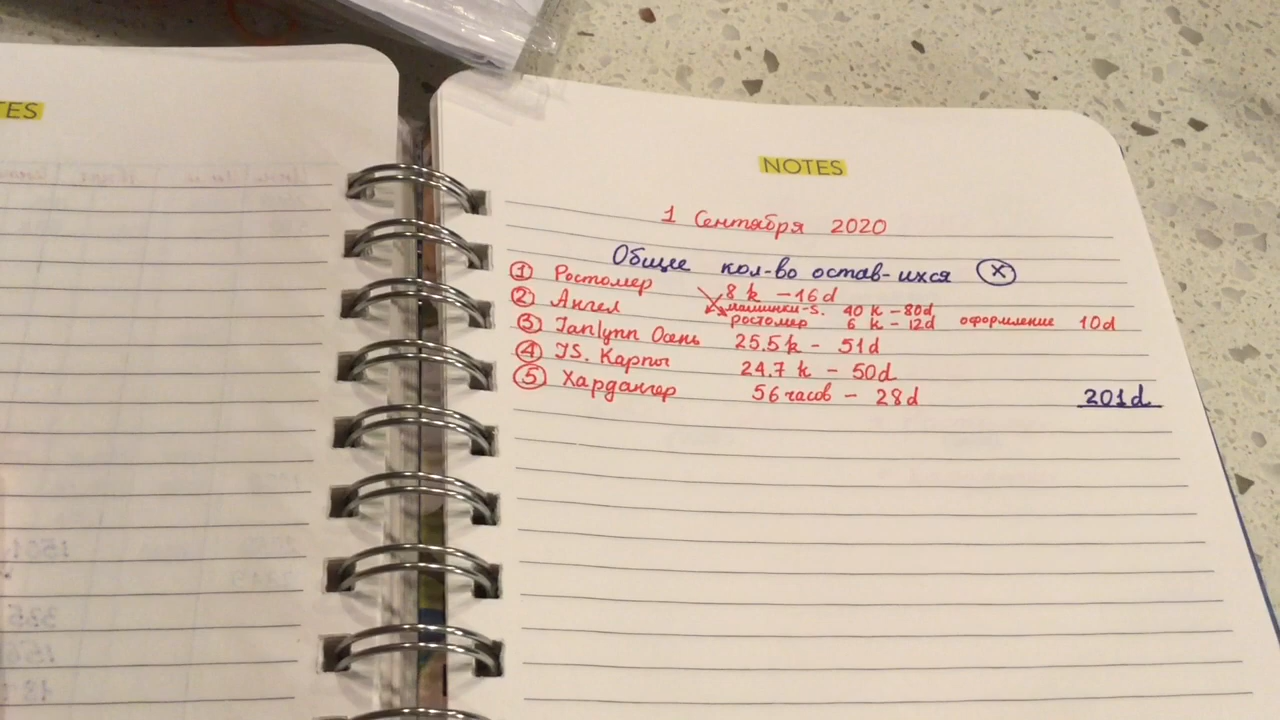 TES
NOTES
1 Сентября 2020
Общее кол-во остав-ихся X
1 Ростомер 8 k - 16 d
2 Ангел машинки-S. 40 k - 80d
ростомер 6 k - 12d оформление 10d
3 Janlynn Осень 25.5 k - 51d
4 JS. Карпы 24.7 k - 50d
5 Хардангер 56 часов - 28d 201d